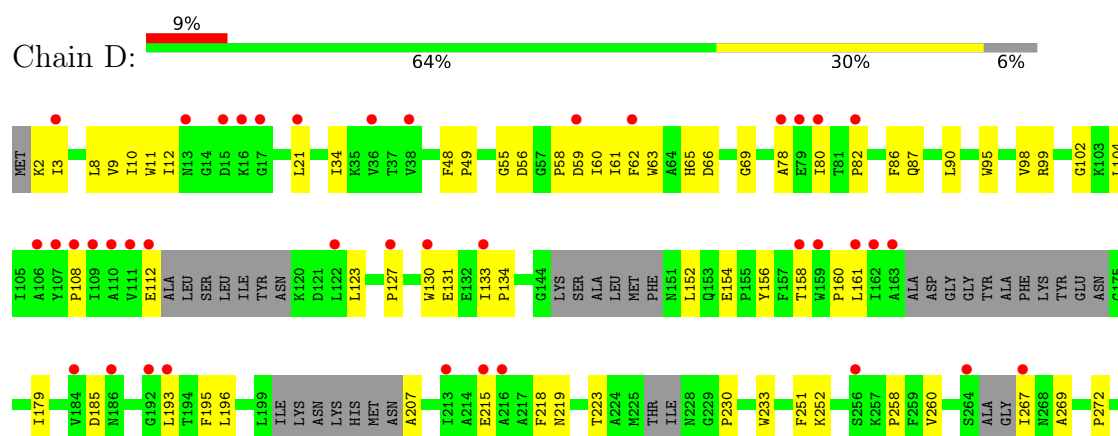 9%
Chain D:
64% 30% 6%
MET K2 I3 L8 V9 I10 W11 I12 N13 G14 D15 K16 G17 L21 I34 K35 V36 T37 V38 F48 P49 G55 D56 G57 P58 D59 I60 I61 F62 W63 A64 H65 D66 G69 A78 E79 I80 T81 P82 F86 Q87 L90 W95 V98 R99 G102 K103 L104
I105 A106 Y107 P108 I109 A110 V111 E112 ALA LEU SER LEU ILE TYR ASN K120 D121 L122 L123 P127 W130 E131 E132 I133 P134 G144 LYS SER ALA LEU MET PHE N151 L152 Q153 E154 P155 Y156 F157 T158 W159 P160 L161 I162 A163 ALA ASP GLY GLY TYR ALA PHE LYS TYR GLU ASN G175
I179 V184 D185 N186 G192 L193 T194 F195 L196 L199 ILE LYS ASN LYS HIS MET ASN A207 I213 A214 E215 A216 A217 F218 N219 T223 A224 M225 THR ILE N228 G229 P230 W233 F251 K252 S256 K257 P258 F259 V260 S264 ALA GLY I267 N268 A269 P272